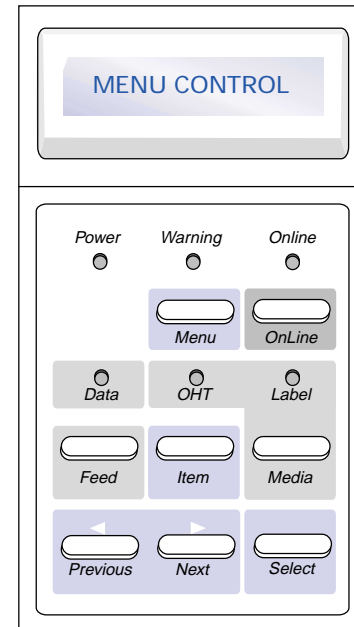 MENU CONTROL
Power Warning Online
Menu OnLine
Data OHT Label
Feed Item Media
Previous Next Select